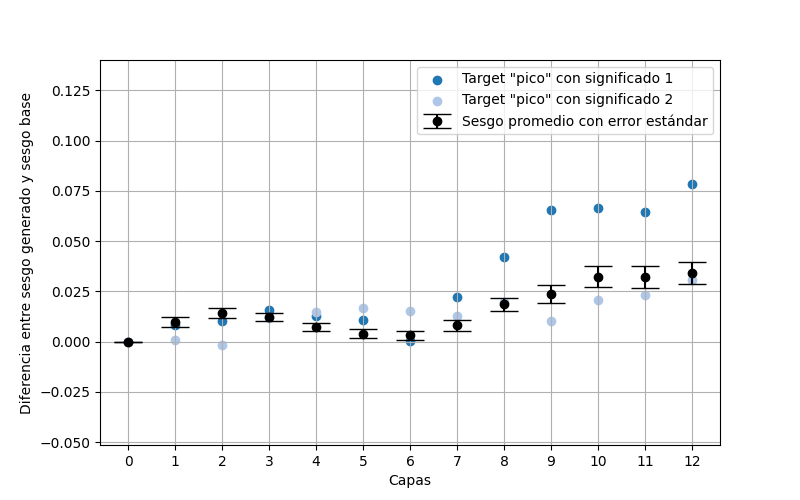 Target "pico" con significado 1
Target "pico" con significado 2
Sesgo promedio con error estándar
Diferencia entre sesgo generado y sesgo base
0.125
0.100
0.075
0.050
0.025
0.000
−0.025
−0.050
0 1 2 3 4 5 6 7 8 9 10 11 12
Capas